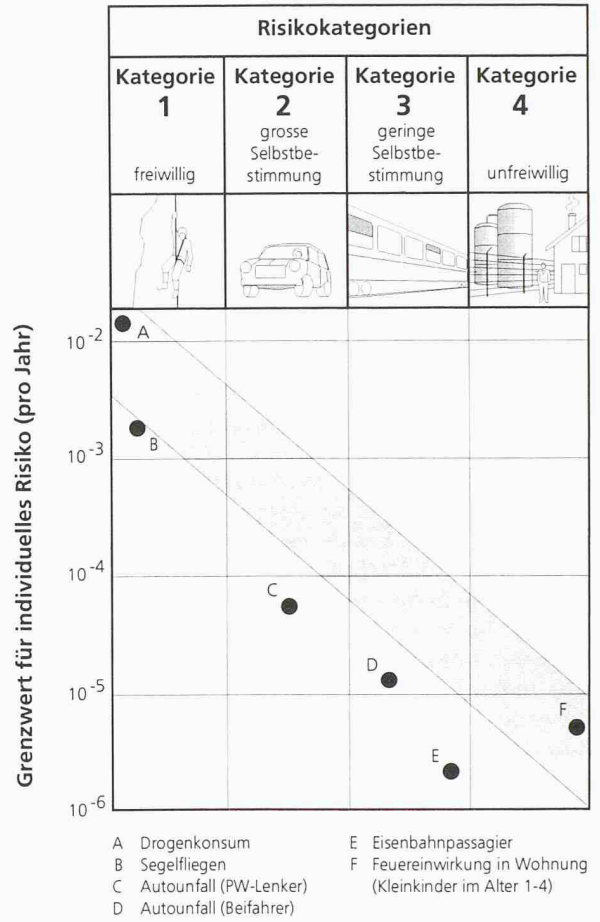 Risikokategorien
Kategorie
1
freiwillig
Kategorie
2
grosse
Selbstbe-
stimmung
Kategorie
3
geringe
Selbstbe-
stimmung
Kategorie
4
unfreiwillig
Grenzwert für individuelles Risiko (pro Jahr)
10-2
10-3
10-4
10-5
10-6
A
B
C
D
E
F
A Drogenkonsum
B Segelfliegen
C Autounfall (PW-Lenker)
D Autounfall (Beifahrer)
E Eisenbahnpassagier
F Feuereinwirkung in Wohnung
(Kleinkinder im Alter 1-4)